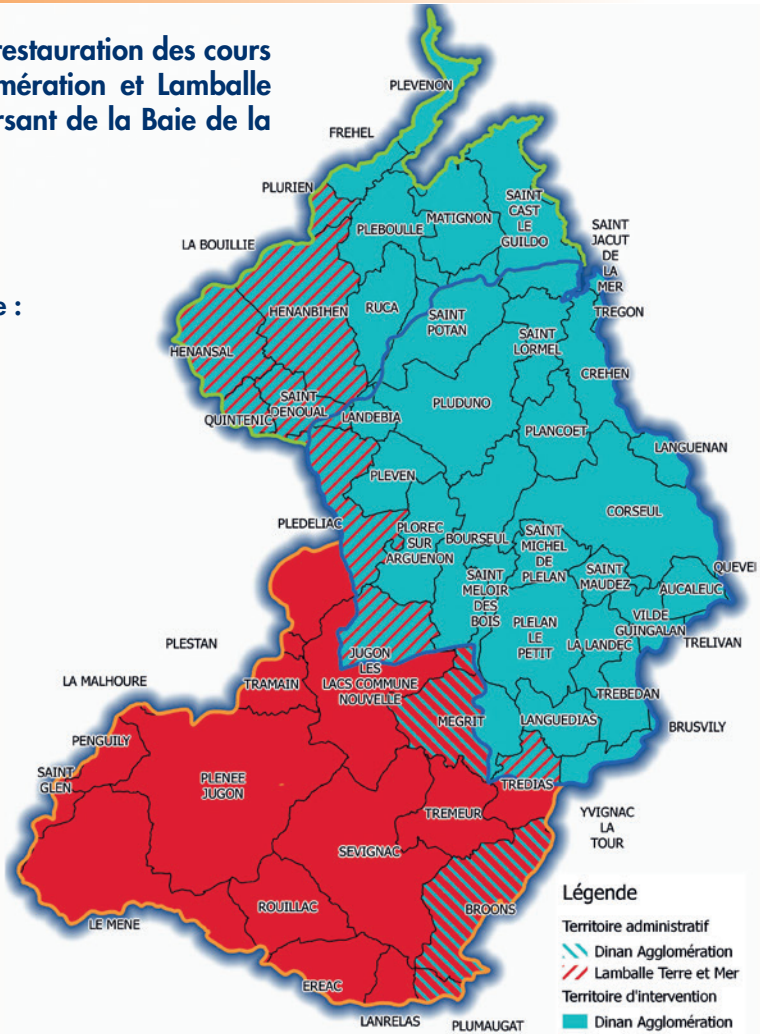 restauration des cours
mération et Lamballe
rsant de la Baie de la
e :
PLEVENON
FREHEL
PLURIEN
LA BOUILLIE
PLEBOULLE
MATIGNON
SAINT
CAST
LE
GUILDO
SAINT
JACUT
DE
LA
MER
TREGON
HENANBIHEN
RUCA
SAINT
POTAN
SAINT
LORMEL
CREHEN
HENANSAL
QUINTENIC
SAINT
DENOUAL
LANDEBIA
PLUDUNO
PLANCOET
LANGUENAN
PLEVEN
CORSEUL
PLEDELIAC
PLOREC
SUR
ARGUENON
BOURSEUL
SAINT
MICHEL
DE
PLELAN
SAINT
MELOIR
DES
BOIS
SAINT
MAUDEZ
QUEVE
AUCALEUC
VILDE
GUINGALAN
TRELIVAN
PLELAN
LE
PETIT
LA LANDEC
PLESTAN
JUGON
LES
LACS COMMUNE
NOUVELLE
LA MALHOURE
TRAMAIN
MEGRIT
LANGUEDIAS
TREBEDAN
BRUSVILY
PENGUILY
SAINT
GLEN
PLENEE
JUGON
TREDIAS
TREMEUR
YVIGNAC
LA
TOUR
SEVIGNAC
ROUILLAC
BROONS
LE MENE
EREAC
LANRELAS
PLUMAUGAT
Légende
Territoire administratif
Dinan Agglomération
Lamballe Terre et Mer
Territoire d'intervention
Dinan Agglomération